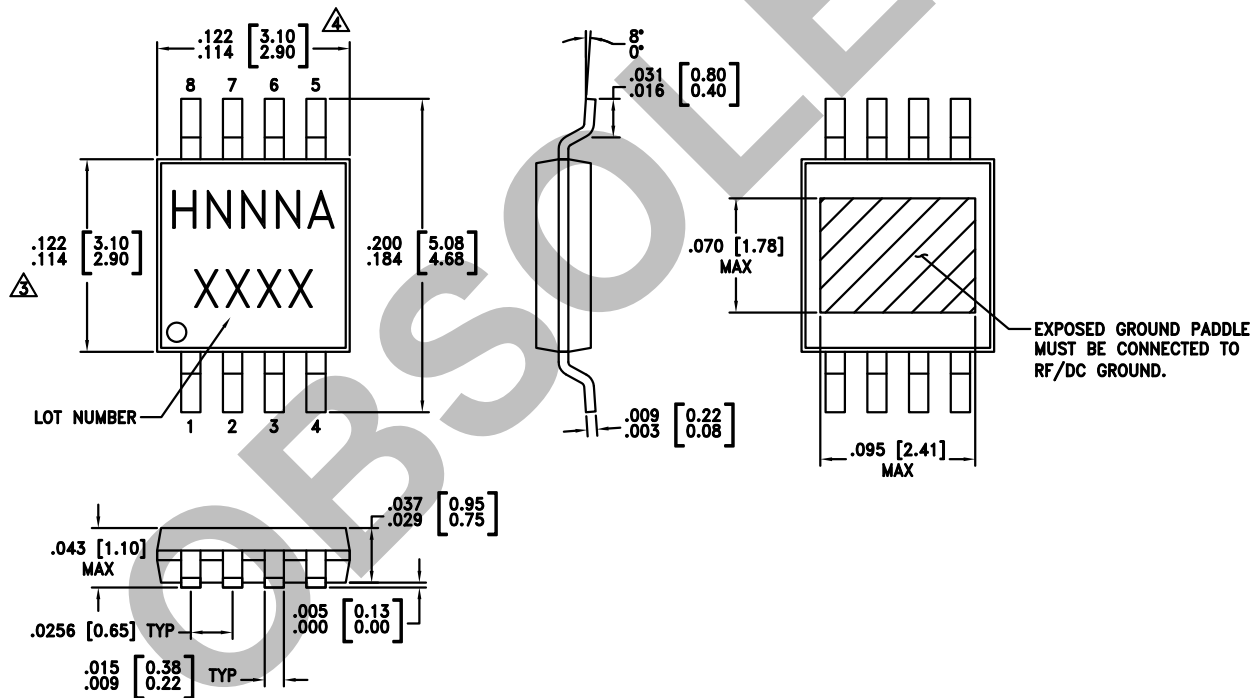 .122 [3.10]
.114 [2.90]
4
8 7 6 5
HNNNA
XXXX
.122 [3.10]
.114 [2.90]
3
.200 [5.08]
.184 [4.68]
LOT NUMBER
1 2 3 4
8°
0°
.031 [0.80]
.016 [0.40]
.009 [0.22]
.003 [0.08]
.070 [1.78]
MAX
EXPOSED GROUND PADDLE
MUST BE CONNECTED TO
RF/DC GROUND.
.095 [2.41]
MAX
.037 [0.95]
.029 [0.75]
.043 [1.10]
MAX
.005 [0.13]
.000 [0.00]
.0256 [0.65] TYP
.015 [0.38]
.009 [0.22]
TYP
OBSOLE